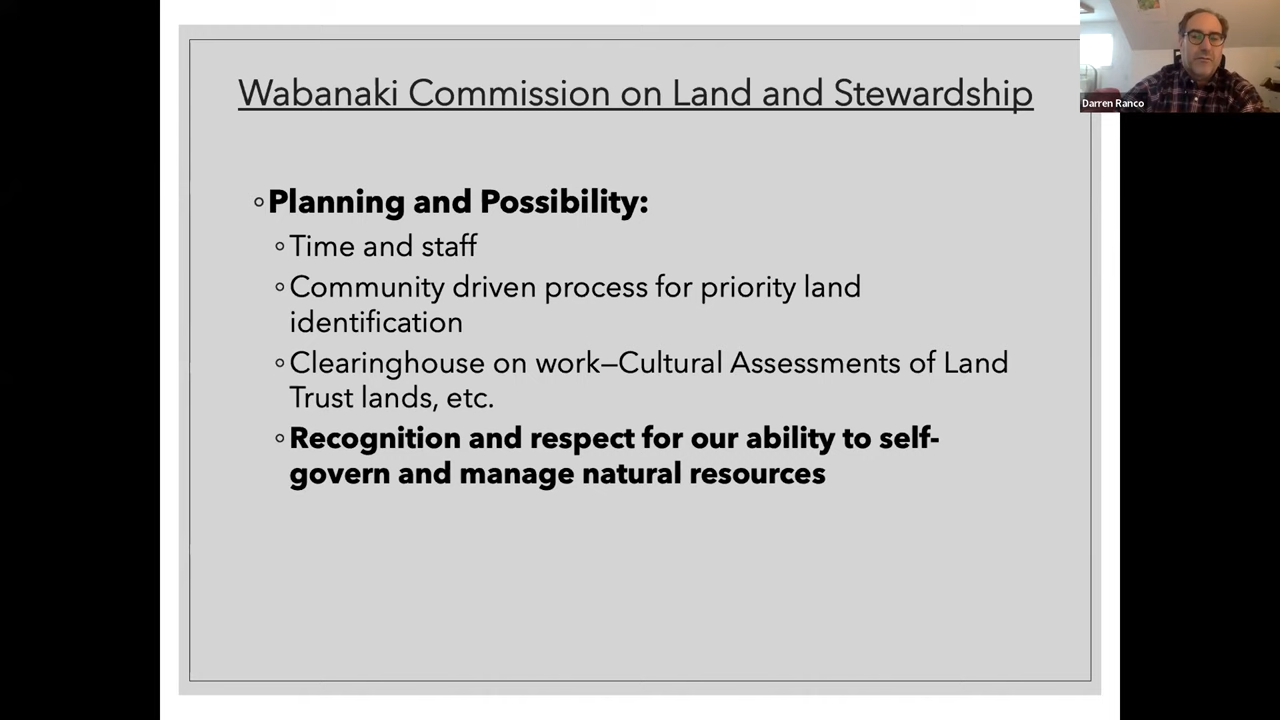 Wabanaki Commission on Land and Stewardship
Darren Ranco
◦Planning and Possibility:
◦Time and staff
◦Community driven process for priority land
identification
◦Clearinghouse on work—Cultural Assessments of Land
Trust lands, etc.
◦Recognition and respect for our ability to self-
govern and manage natural resources